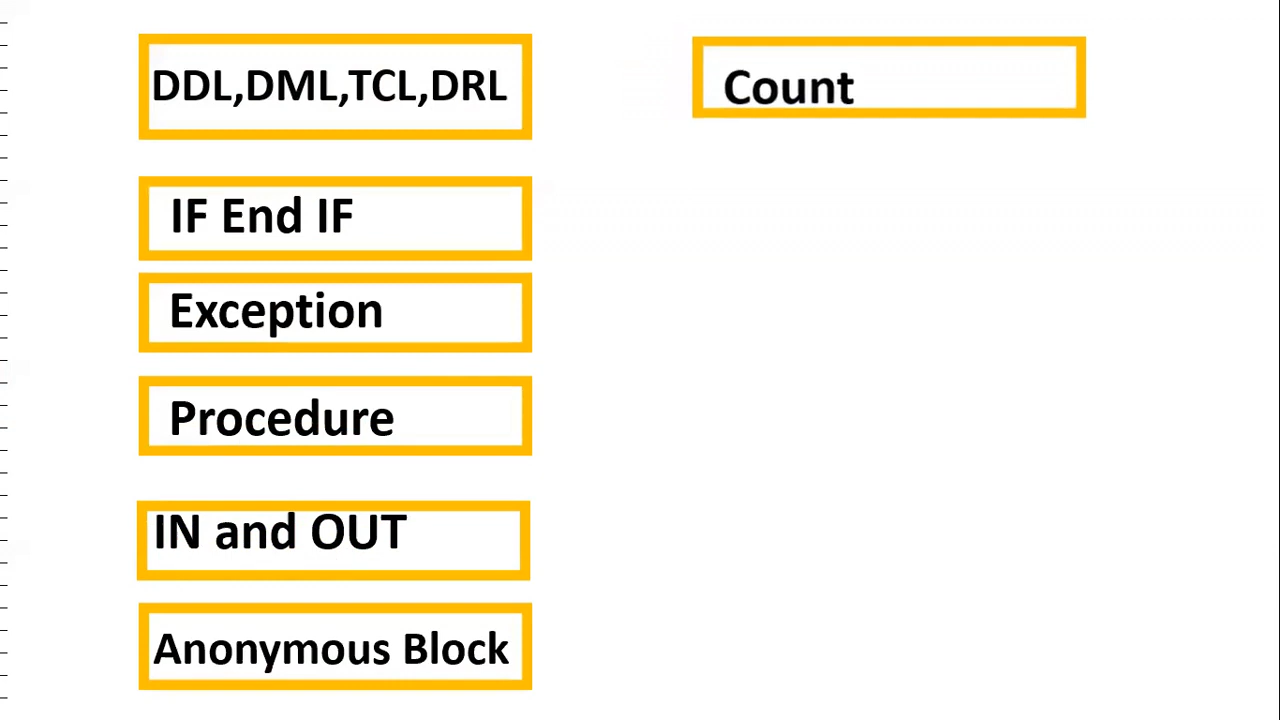 DDL,DML,TCL,DRL
IF End IF
Exception
Procedure
IN and OUT
Anonymous Block
Count